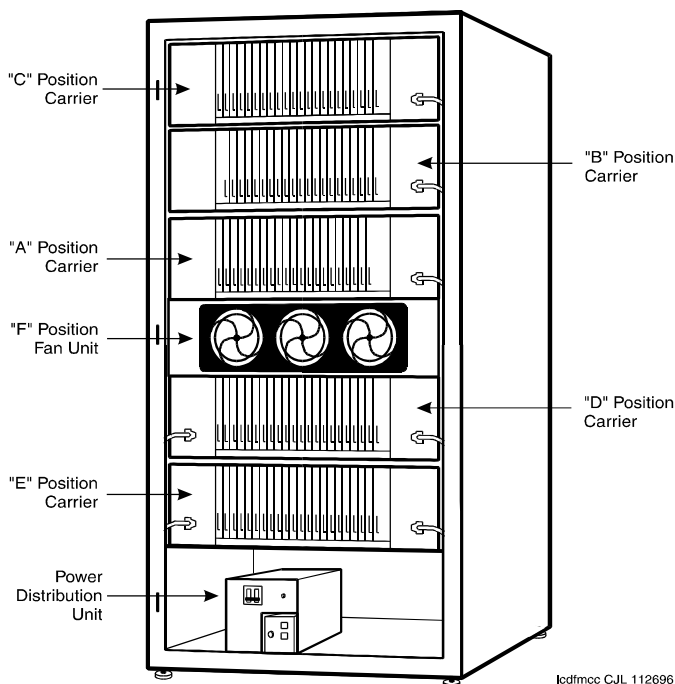 "C" Position
Carrier
"B" Position
Carrier
"A" Position
Carrier
"F" Position
Fan Unit
"D" Position
Carrier
"E" Position
Carrier
Power
Distribution
Unit
lcdfmcc CJL 112696